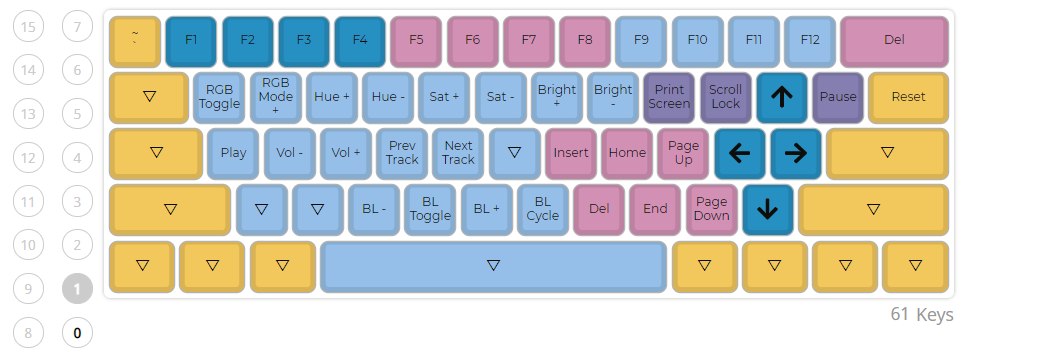 15 7
~
`
F1 F2 F3 F4 F5 F6 F7 F8 F9 F10 F11 F12 Del
14 6
▽ RGB Toggle RGB Mode + Hue + Hue - Sat + Sat - Bright + Bright - Print Screen Scroll Lock ↑ Pause Reset
13 5
12 4
▽ Play Vol - Vol + Prev Track Next Track ▽ Insert Home Page Up ← → ▽
11 3
▽ ▽ ▽ BL - BL Toggle BL + BL Cycle Del End Page Down ↓ ▽
10 2
▽ ▽ ▽ ▽ ▽ ▽ ▽ ▽
9 1
61 Keys
8 0